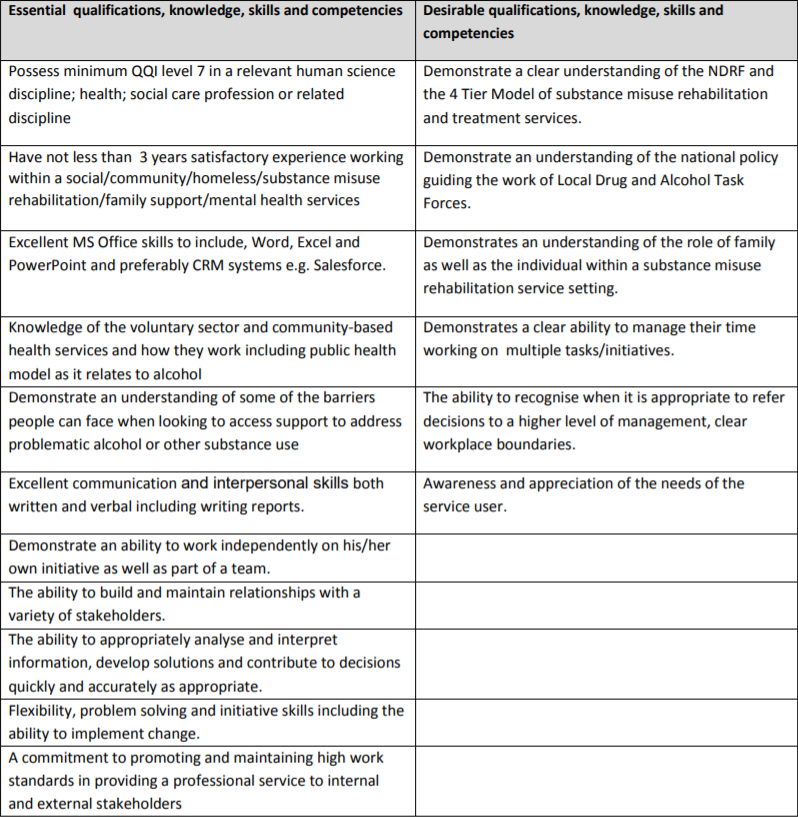 Essential qualifications, knowledge, skills and competencies
Desirable qualifications, knowledge, skills and
competencies
Possess minimum QQI level 7 in a relevant human science
discipline; health; social care profession or related
discipline
Demonstrate a clear understanding of the NDRF and
the 4 Tier Model of substance misuse rehabilitation
and treatment services.
Have not less than 3 years satisfactory experience working
within a social/community/homeless/substance misuse
rehabilitation/family support/mental health services
Demonstrate an understanding of the national policy
guiding the work of Local Drug and Alcohol Task
Forces.
Excellent MS Office skills to include, Word, Excel and
PowerPoint and preferably CRM systems e.g. Salesforce.
Demonstrates an understanding of the role of family
as well as the individual within a substance misuse
rehabilitation service setting.
Knowledge of the voluntary sector and community-based
health services and how they work including public health
model as it relates to alcohol
Demonstrates a clear ability to manage their time
working on multiple tasks/initiatives.
Demonstrate an understanding of some of the barriers
people can face when looking to access support to address
problematic alcohol or other substance use
The ability to recognise when it is appropriate to refer
decisions to a higher level of management, clear
workplace boundaries.
Excellent communication and interpersonal skills both
written and verbal including writing reports.
Awareness and appreciation of the needs of the
service user.
Demonstrate an ability to work independently on his/her
own initiative as well as part of a team.
The ability to build and maintain relationships with a
variety of stakeholders.
The ability to appropriately analyse and interpret
information, develop solutions and contribute to decisions
quickly and accurately as appropriate.
Flexibility, problem solving and initiative skills including the
ability to implement change.
A commitment to promoting and maintaining high work
standards in providing a professional service to internal
and external stakeholders